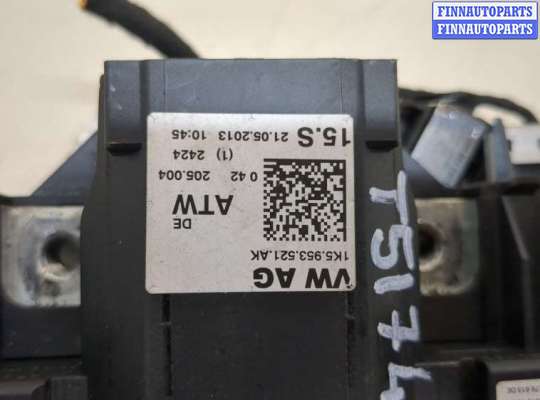 FINNAUTOPARTS
FINNAUTOPARTS
VW AG
1K5.953.521.AK
DE
ATW
0 42 205.004
(1) 2424
15.S 21.05.2013 10:45
T5174